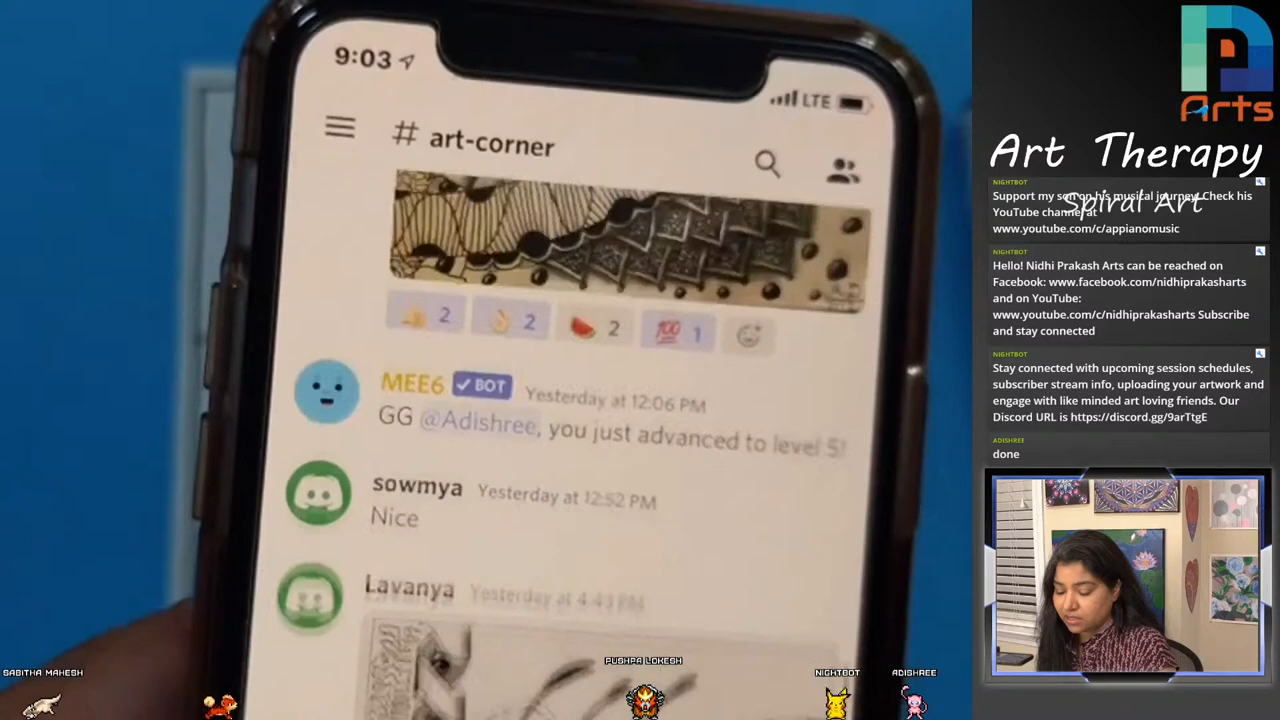 9:03
LTE
# art-corner
2
2
2
100 1
MEE6 BOT Yesterday at 12:06 PM
GG @Adishree, you just advanced to level 5!
sowmya Yesterday at 12:52 PM
Nice
Lavanya Yesterday at 4:43 PM
SABITHA MAHESH
PUSHPA LOKESH
NIGHTBOT
ADISHREE
Arts
Art Therapy
Spiral Art
NIGHTBOT
Support my son on his musical journey. Check his
YouTube channel at
www.youtube.com/c/appianomusic
NIGHTBOT
Hello! Nidhi Prakash Arts can be reached on
Facebook: www.facebook.com/nidhiprakasharts
and on YouTube:
www.youtube.com/c/nidhiprakasharts Subscribe
and stay connected
NIGHTBOT
Stay connected with upcoming session schedules,
subscriber stream info, uploading your artwork and
engage with like minded art loving friends. Our
Discord URL is https://discord.gg/9arTtgE
ADISHREE
done